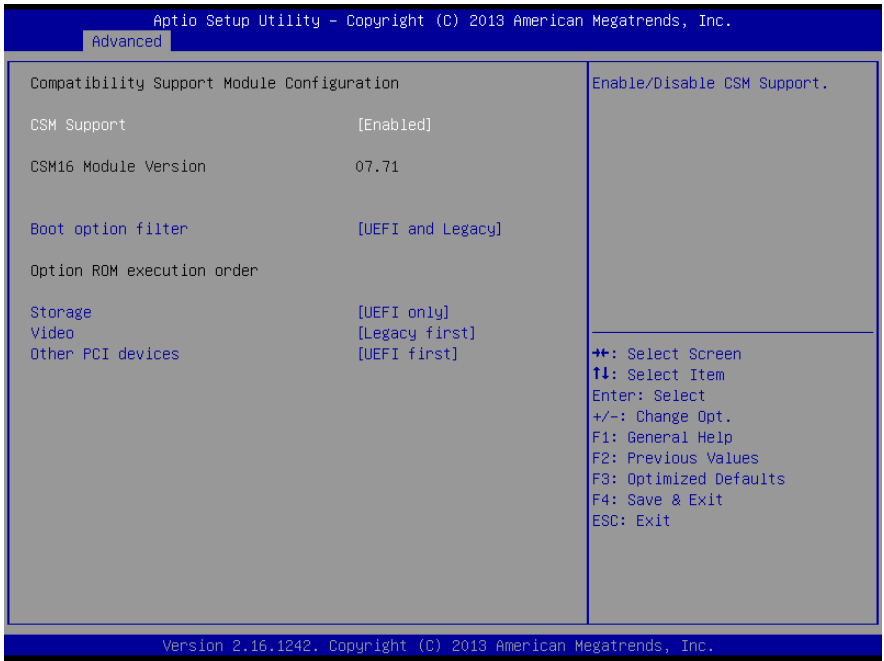 Aptio Setup Utility – Copyright (C) 2013 American Megatrends, Inc.
Advanced
Compatibility Support Module Configuration
CSM Support [Enabled]
CSM16 Module Version 07.71
Boot option filter [UEFI and Legacy]
Option ROM execution order
Storage [UEFI only]
Video [Legacy first]
Other PCI devices [UEFI first]
Enable/Disable CSM Support.
→←: Select Screen
↑↓: Select Item
Enter: Select
+/-: Change Opt.
F1: General Help
F2: Previous Values
F3: Optimized Defaults
F4: Save & Exit
ESC: Exit
Version 2.16.1242. Copyright (C) 2013 American Megatrends, Inc.